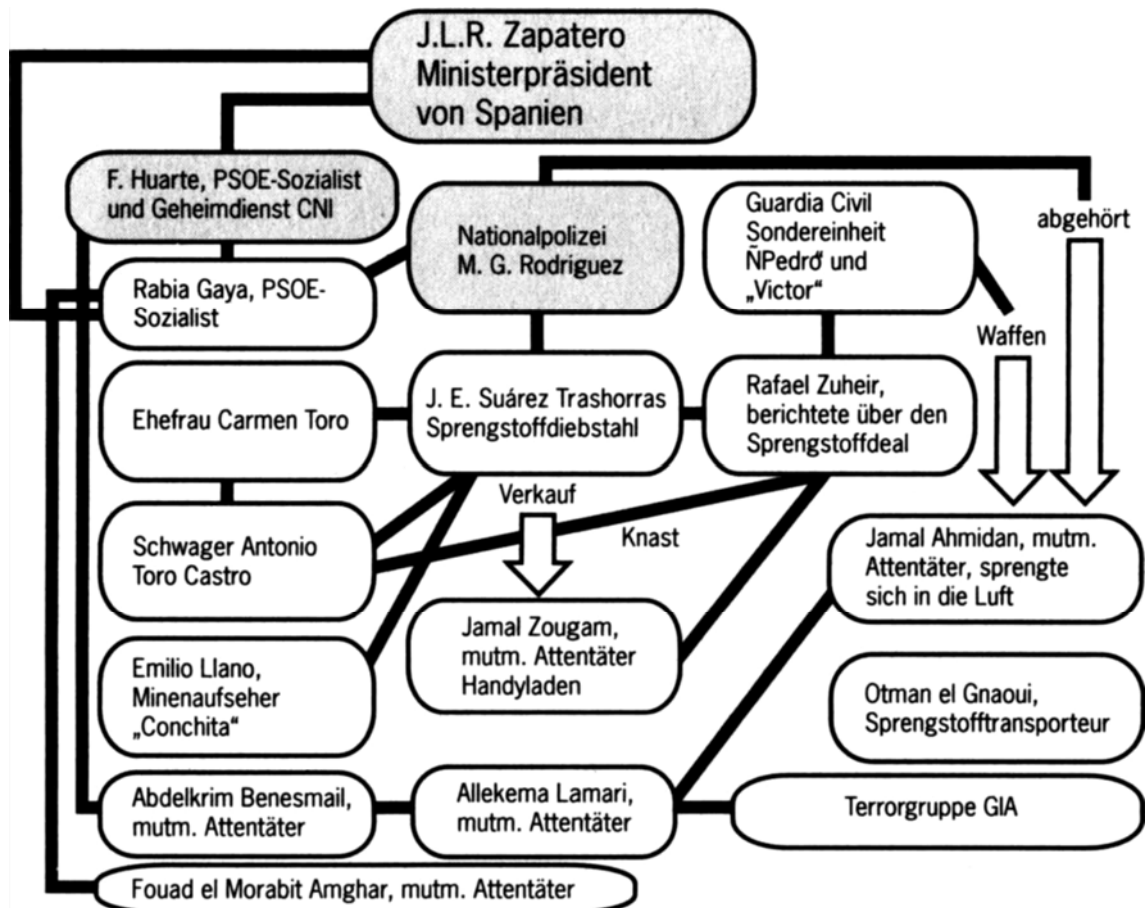 J.L.R. Zapatero
Ministerpräsident
von Spanien
F. Huarte, PSOE-Sozialist
und Geheimdienst CNI
Nationalpolizei
M. G. Rodriguez
Guardia Civil
Sondereinheit
ÑPedrớ und
„Victor“
abgehört
Rabia Gaya, PSOE-
Sozialist
Waffen
Ehefrau Carmen Toro
J. E. Suárez Trashorras
Sprengstoffdiebstahl
Rafael Zuheir,
berichtete über den
Sprengstoffdeal
Verkauf
Knast
Schwager Antonio
Toro Castro
Jamal Ahmidan, mutm.
Attentäter, sprengte
sich in die Luft
Jamal Zougam,
mutm. Attentäter
Handyladen
Emilio Llano,
Minenaufseher
„Conchita“
Otman el Gnaoui,
Sprengstofftransporteur
Abdelkrim Benesmail,
mutm. Attentäter
Allekema Lamari,
mutm. Attentäter
Terrorgruppe GIA
Fouad el Morabit Amghar, mutm. Attentäter